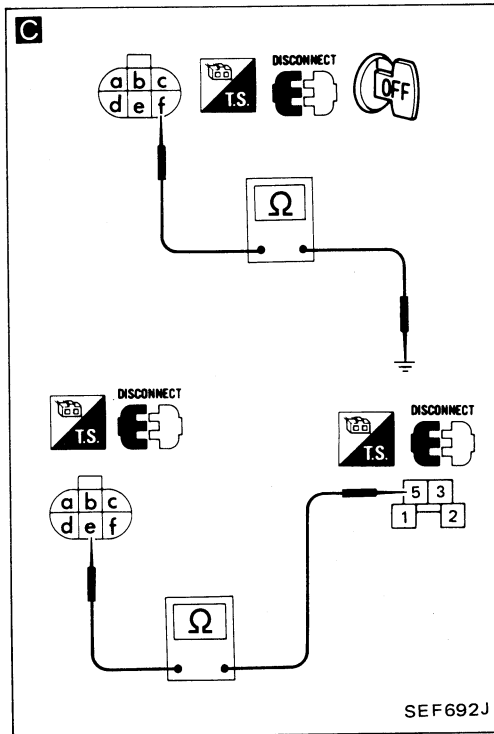 C
DISCONNECT
OFF
a b c
d e f
T.S.
Ω
DISCONNECT
T.S.
DISCONNECT
T.S.
a b c
d e f
5 3
1 2
Ω
SEF692J